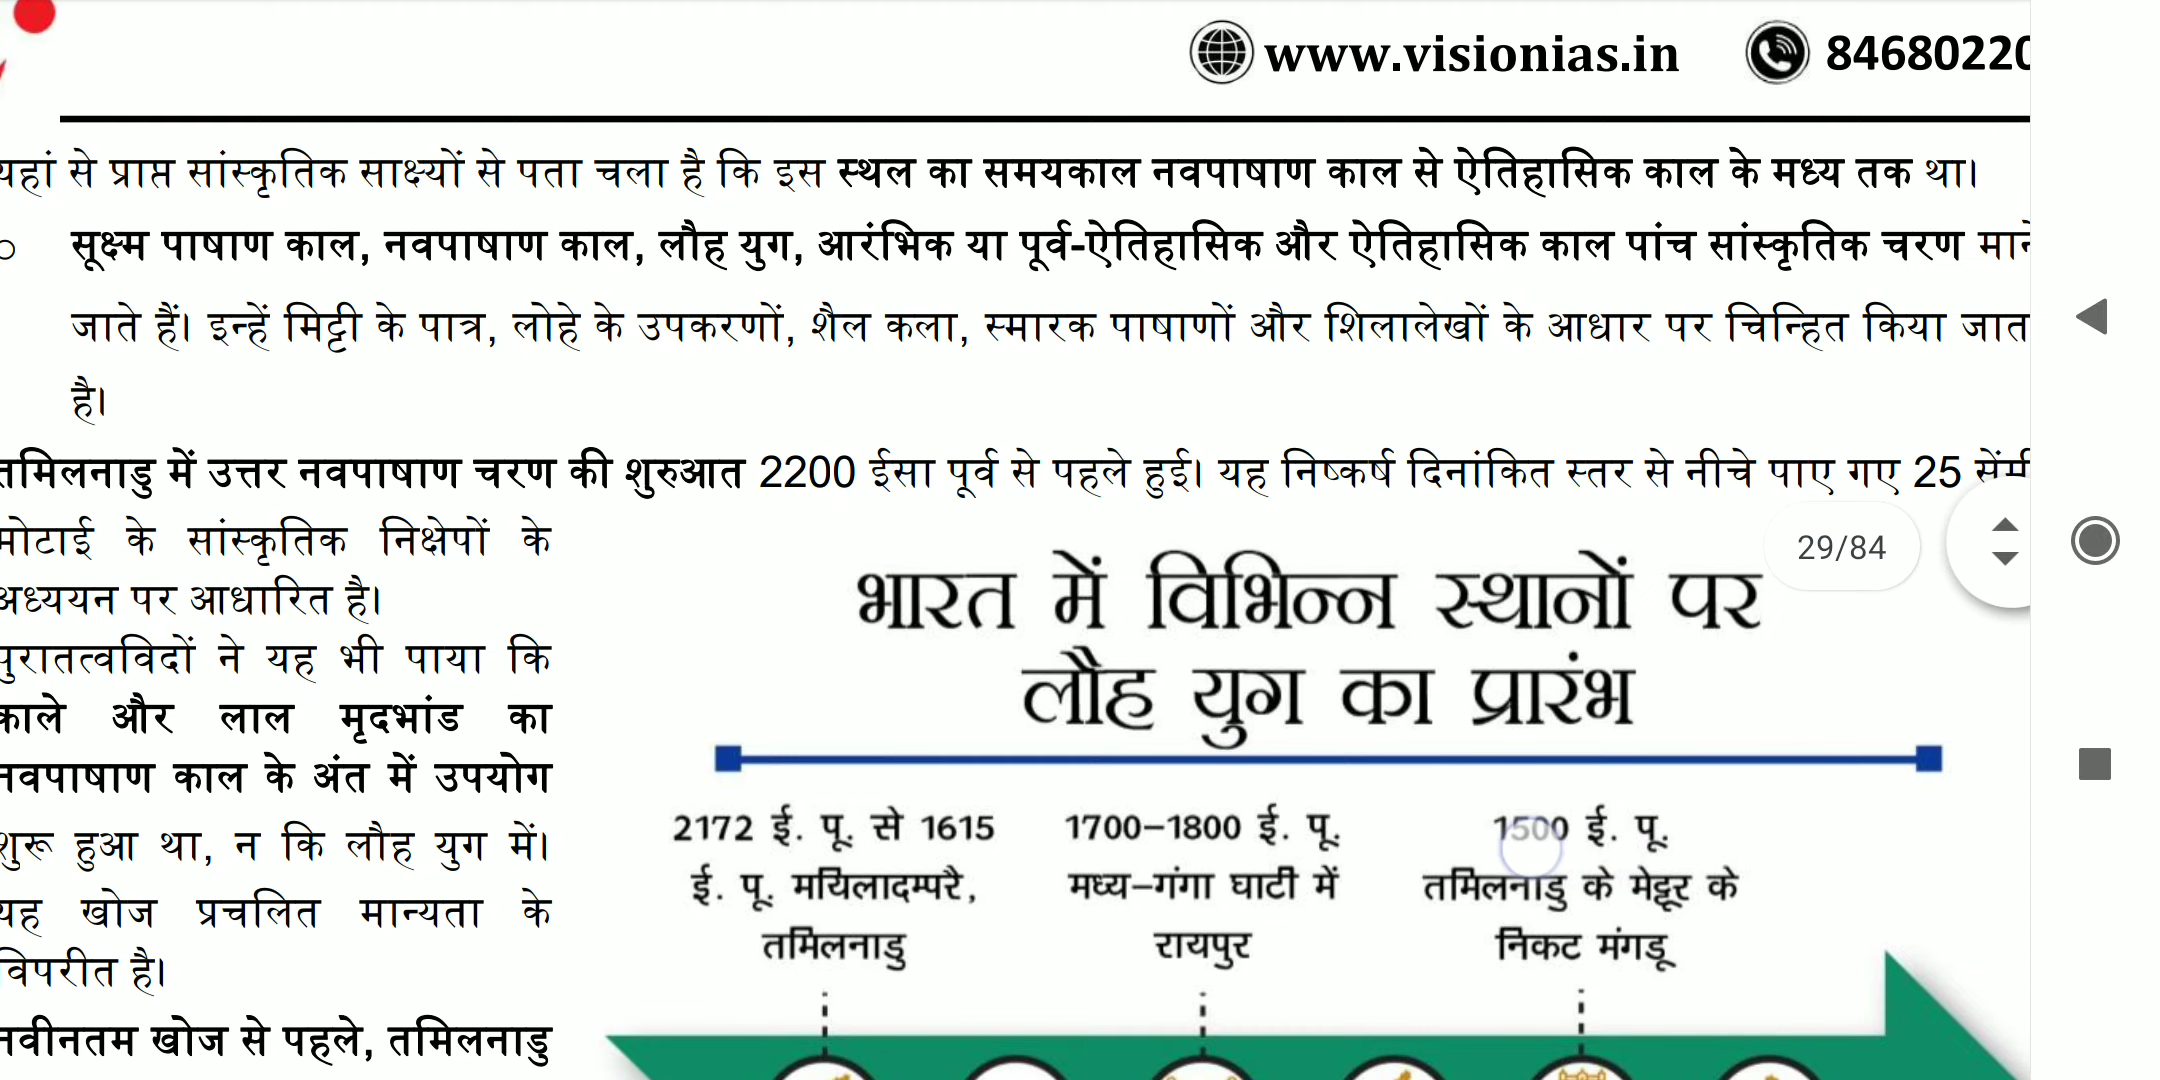 www.visionias.in 84680220
यहां से प्राप्त सांस्कृतिक साक्ष्यों से पता चला है कि इस स्थल का समयकाल नवपाषाण काल से ऐतिहासिक काल के मध्य तक था।
सूक्ष्म पाषाण काल, नवपाषाण काल, लौह युग, आरंभिक या पूर्व-ऐतिहासिक और ऐतिहासिक काल पांच सांस्कृतिक चरण माने
जाते हैं। इन्हें मिट्टी के पात्र, लोहे के उपकरणों, शैल कला, स्मारक पाषाणों और शिलालेखों के आधार पर चिन्हित किया जात
है।
तमिलनाडु में उत्तर नवपाषाण चरण की शुरुआत 2200 ईसा पूर्व से पहले हुई। यह निष्कर्ष दिनांकित स्तर से नीचे पाए गए 25 सेंमी
मोटाई के सांस्कृतिक निक्षेपों के
अध्ययन पर आधारित है।
पुरातत्वविदों ने यह भी पाया कि
काले और लाल मृदभांड का
नवपाषाण काल के अंत में उपयोग
शुरू हुआ था, न कि लौह युग में।
यह खोज प्रचलित मान्यता के
विपरीत है।
नवीनतम खोज से पहले, तमिलनाडु
29/84
भारत में विभिन्न स्थानों पर
लौह युग का प्रारंभ
2172 ई. पू. से 1615
ई. पू. मयिलादम्परै,
तमिलनाडु
1700–1800 ई. पू.
मध्य–गंगा घाटी में
रायपुर
1500 ई. पू.
तमिलनाडु के मेट्टूर के
निकट मंगडू